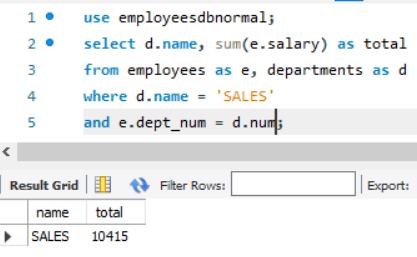 1 use employeesdbnormal;
2 select d.name, sum(e.salary) as total
3 from employees as e, departments as d
4 where d.name = 'SALES'
5 and e.dept_num = d.num;
Result Grid Filter Rows: Export:
name total
SALES 10415